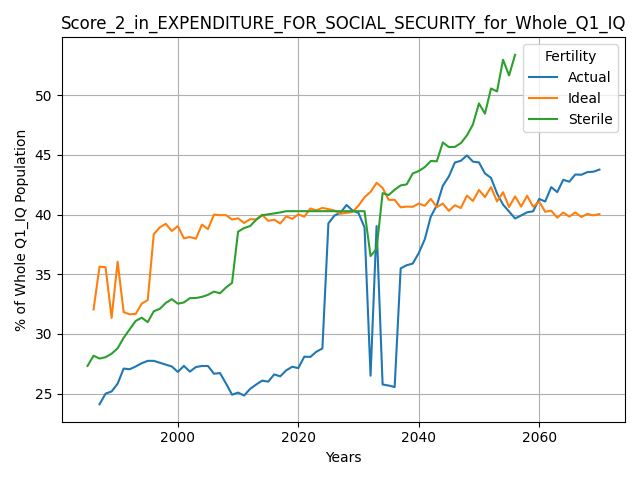 Score_2_in_EXPENDITURE_FOR_SOCIAL_SECURITY_for_Whole_Q1_IQ
Fertility
Actual
Ideal
Sterile
% of Whole Q1_IQ Population
50
45
40
35
30
25
2000
2020
2040
2060
Years